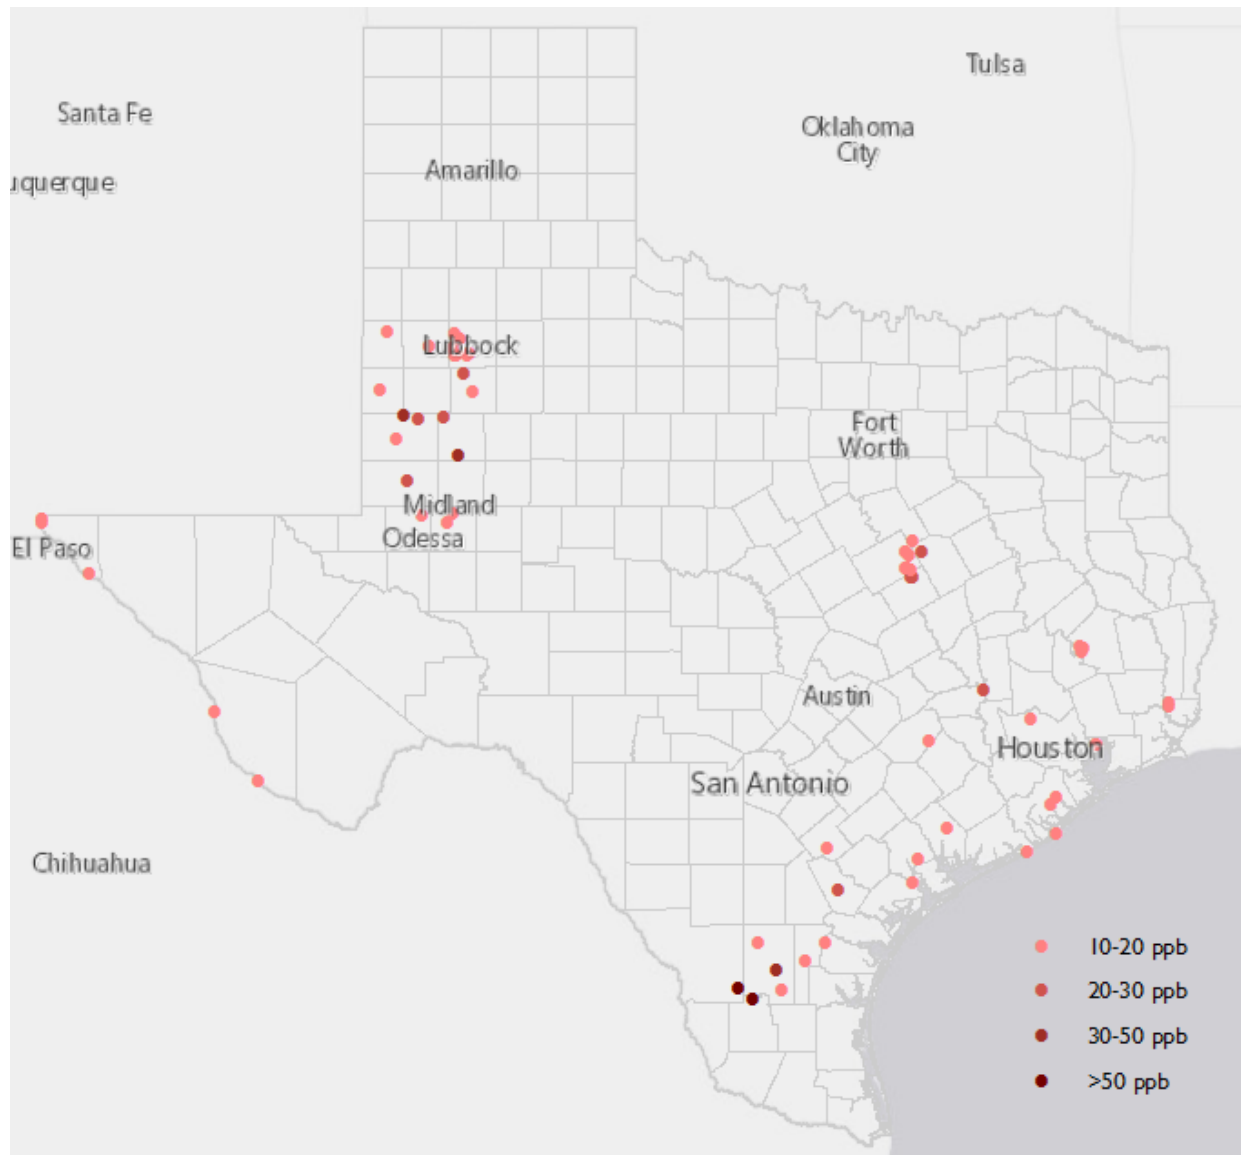 Tulsa
Santa Fe
Oklahoma
City
Amarillo
uquerque
Lubbock
Fort
Worth
Midland
Odessa
El Paso
Austin
Houston
San Antonio
Chihuahua
10-20 ppb
20-30 ppb
30-50 ppb
>50 ppb